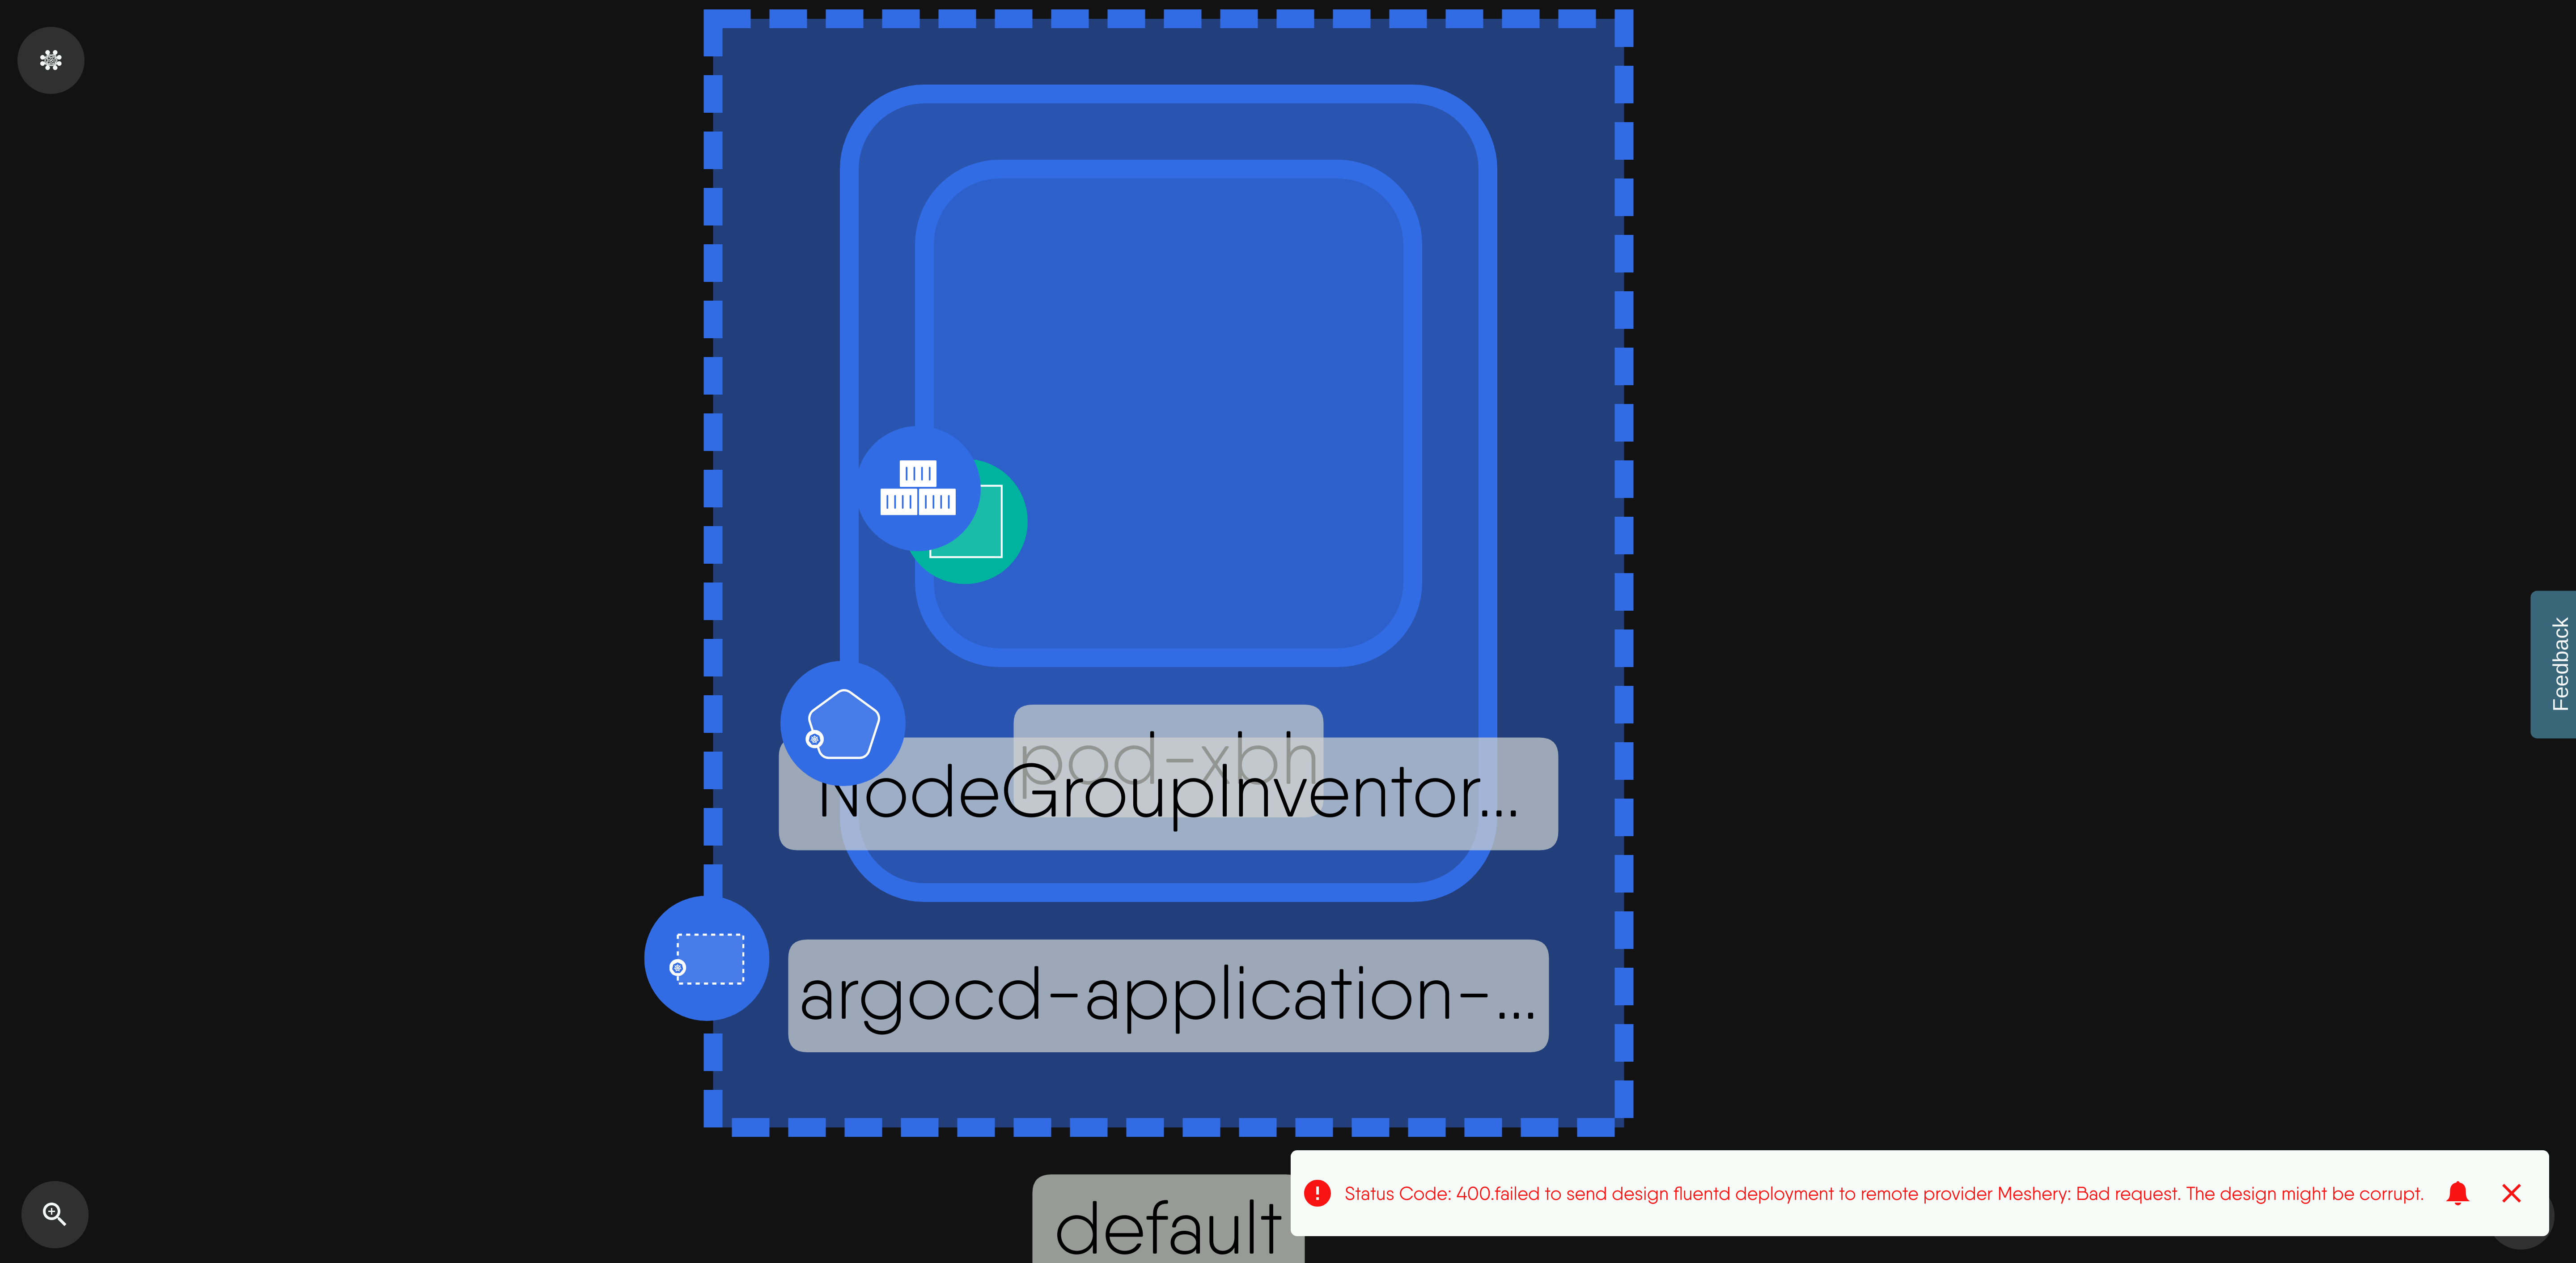 pod-xbh
NodeGroupInventor...
argocd-application-...
default
Status Code: 400.failed to send design fluentd deployment to remote provider Meshery: Bad request. The design might be corrupt.
Feedback